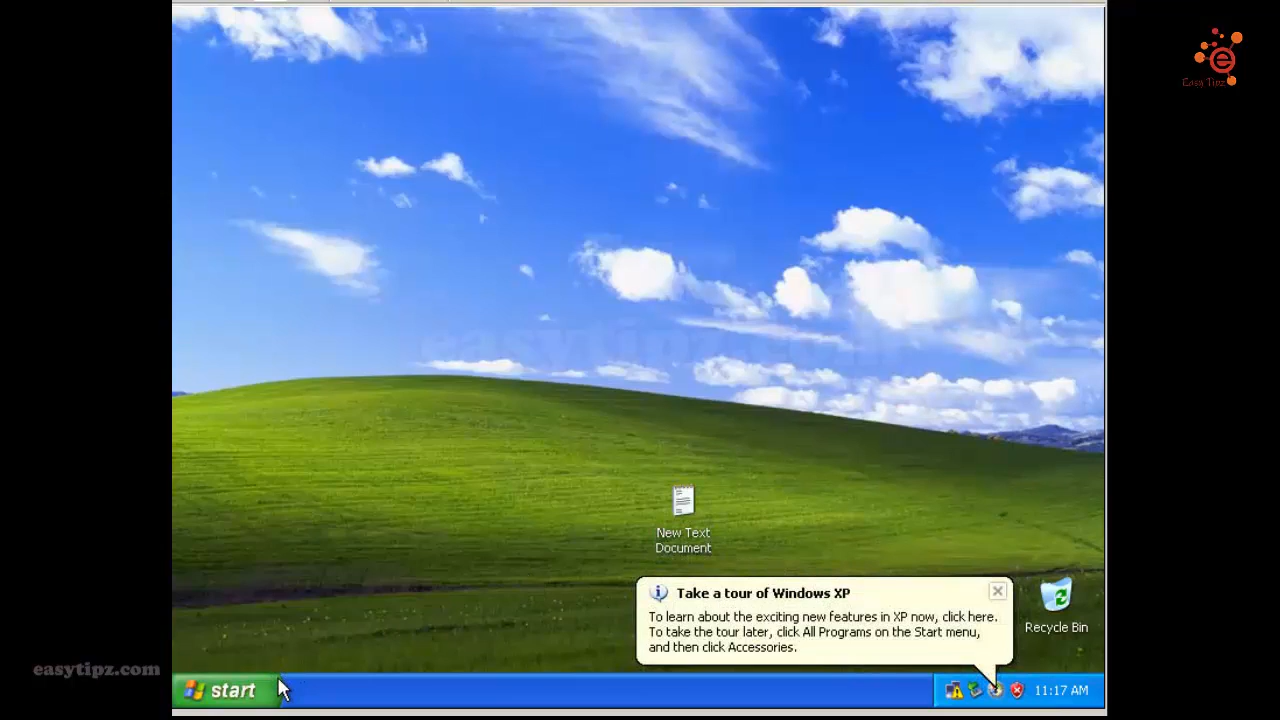 e
Easy Tipz
easytipz.com
New Text
Document
Take a tour of Windows XP
To learn about the exciting new features in XP now, click here.
To take the tour later, click All Programs on the Start menu,
and then click Accessories.
Recycle Bin
easytipz.com
start
11:17 AM